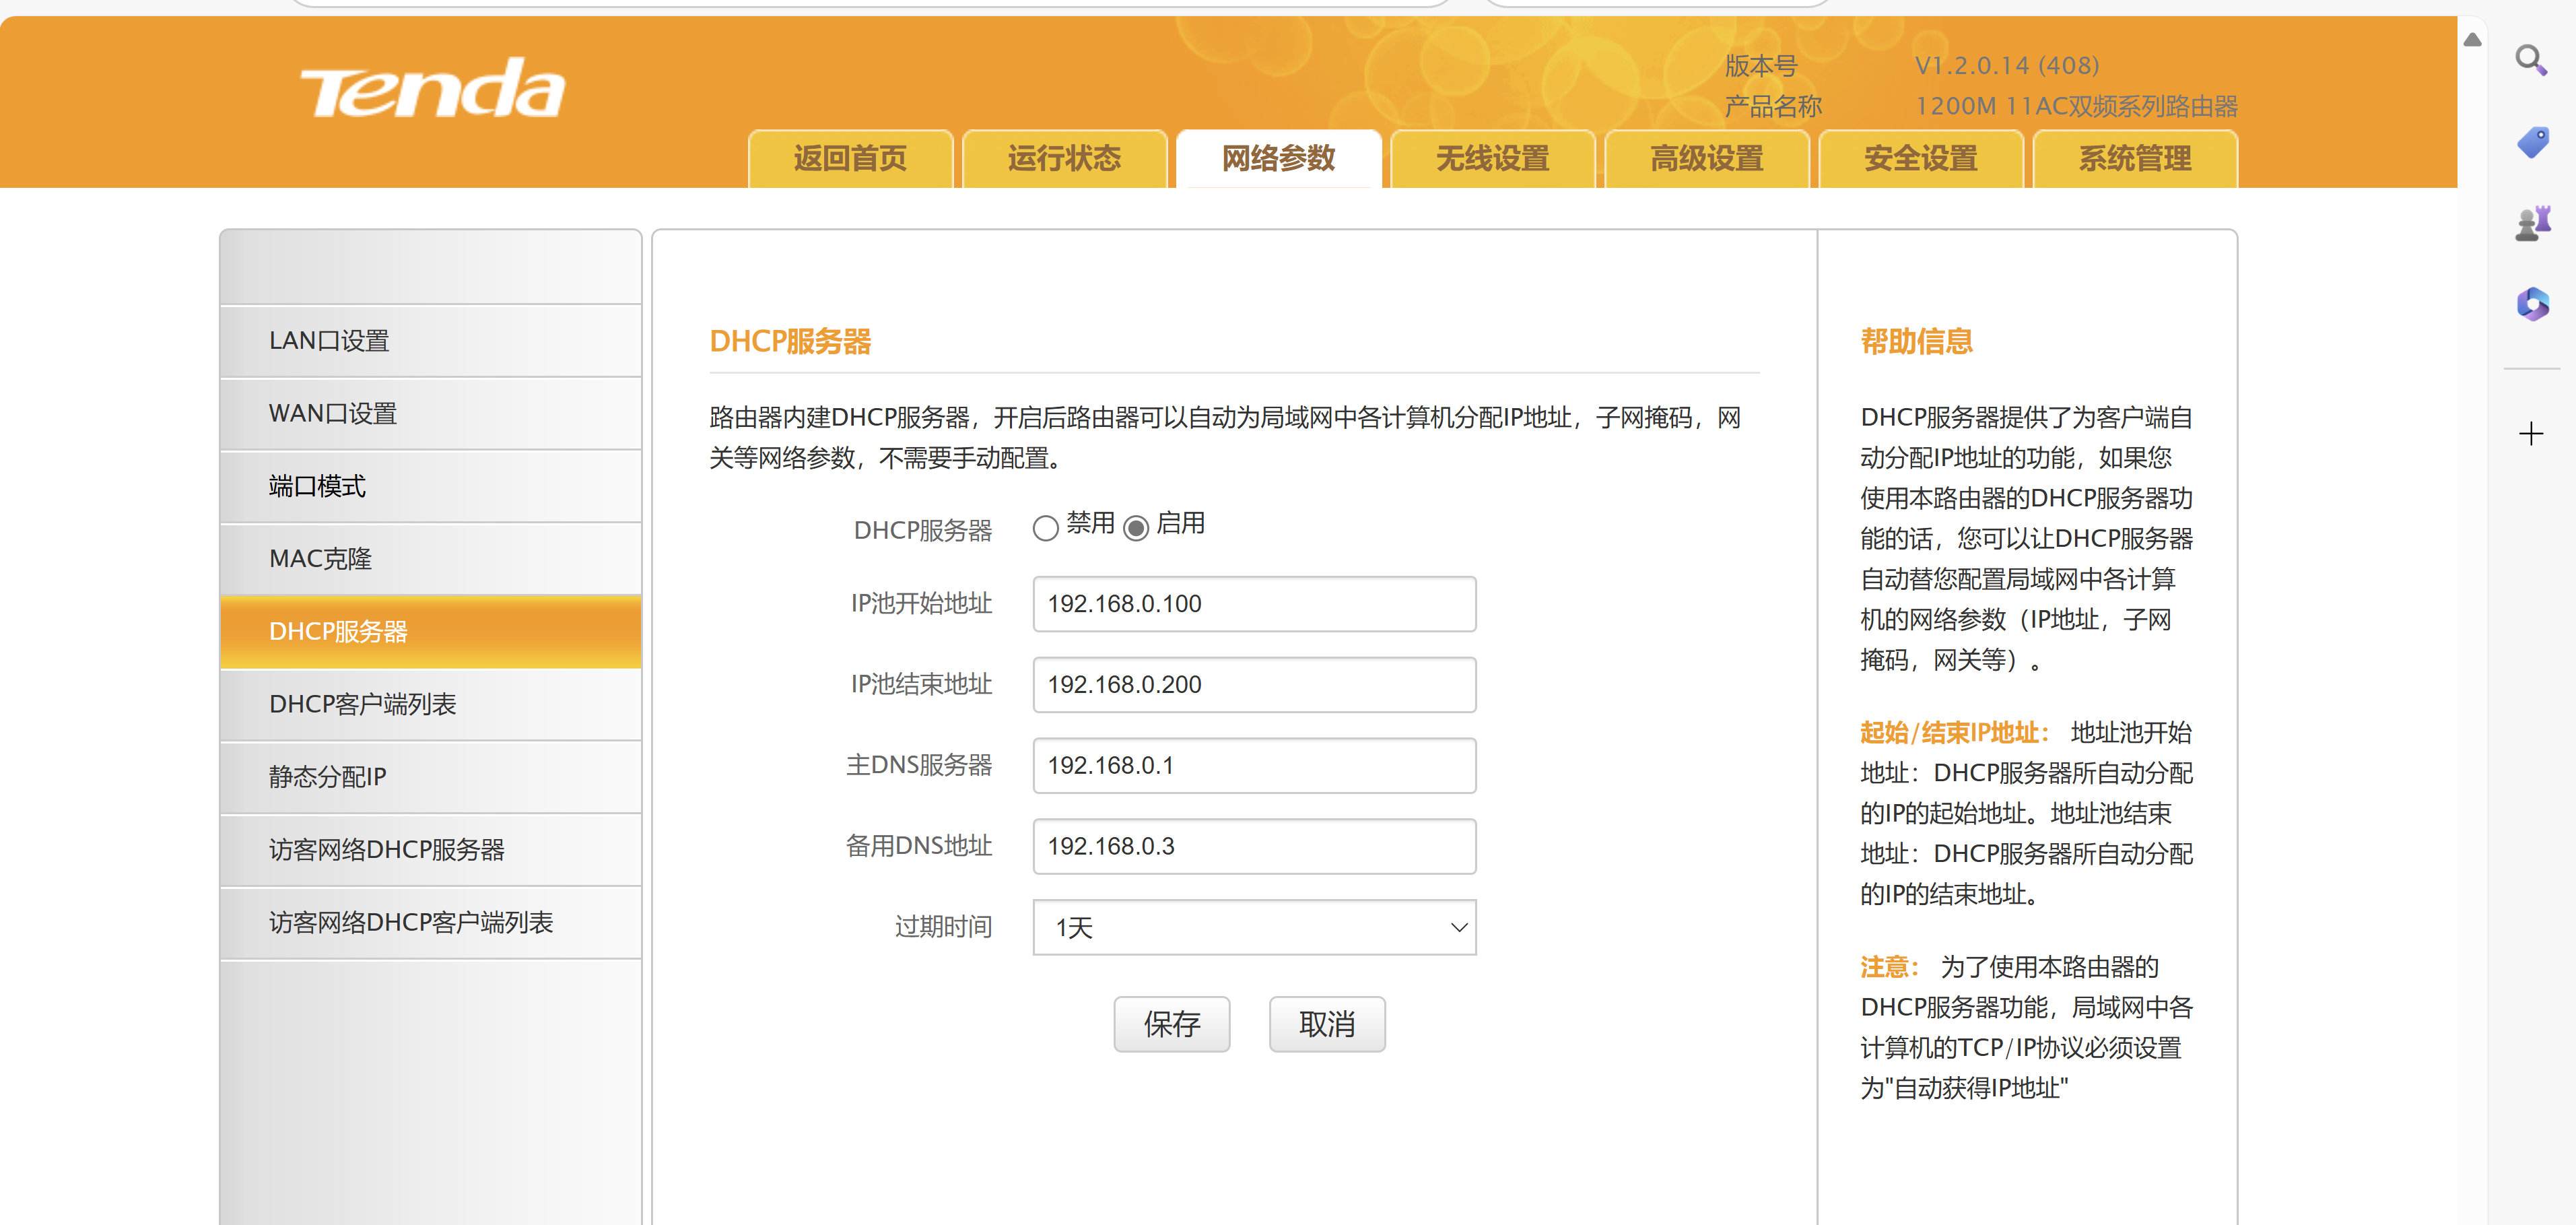 Tenda
版本号 V1.2.0.14 (408)
产品名称 1200M 11AC双频系列路由器
返回首页 运行状态 网络参数 无线设置 高级设置 安全设置 系统管理
LAN口设置
WAN口设置
端口模式
MAC克隆
DHCP服务器
DHCP客户端列表
静态分配IP
访客网络DHCP服务器
访客网络DHCP客户端列表
DHCP服务器
路由器内建DHCP服务器，开启后路由器可以自动为局域网中各计算机分配IP地址，子网掩码，网
关等网络参数，不需要手动配置。
DHCP服务器 禁用 启用
IP池开始地址 192.168.0.100
IP池结束地址 192.168.0.200
主DNS服务器 192.168.0.1
备用DNS地址 192.168.0.3
过期时间 1天
保存 取消
帮助信息
DHCP服务器提供了为客户端自
动分配IP地址的功能，如果您
使用本路由器的DHCP服务器功
能的话，您可以让DHCP服务器
自动替您配置局域网中各计算
机的网络参数（IP地址，子网
掩码，网关等）。
起始/结束IP地址： 地址池开始
地址：DHCP服务器所自动分配
的IP的起始地址。地址池结束
地址：DHCP服务器所自动分配
的IP的结束地址。
注意： 为了使用本路由器的
DHCP服务器功能，局域网中各
计算机的TCP/IP协议必须设置
为"自动获得IP地址"